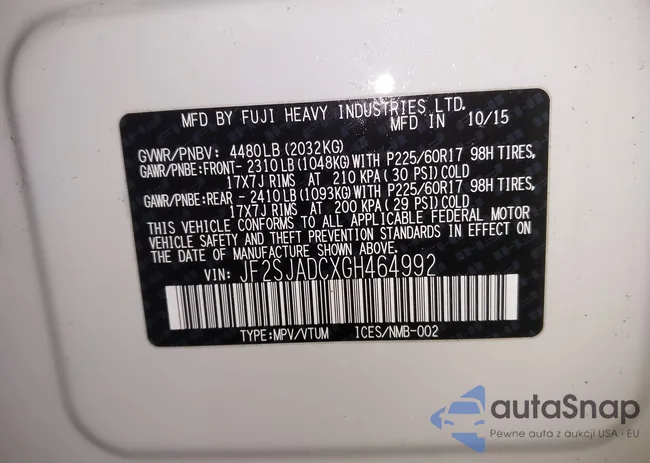 MFD BY FUJI HEAVY INDUSTRIES LTD.
MFD IN 10/15
GVWR/PNBV: 4480LB (2032KG)
GAWR/PNBE:FRONT- 2310LB (1048KG)WITH P225/60R17 98H TIRES,
17X7J RIMS AT 210 KPA ( 30 PSI) COLD
GAWR/PNBE:REAR - 2410LB (1093KG)WITH P225/60R17 98H TIRES,
17X7J RIMS AT 200 KPA ( 29 PSI) COLD
THIS VEHICLE CONFORMS TO ALL APPLICABLE FEDERAL MOTOR
VEHICLE SAFETY AND THEFT PREVENTION STANDARDS IN EFFECT ON
THE DATE OF MANUFACTURE SHOWN ABOVE.
VIN: JF2SJADCXGH464992
TYPE:MPV/VTUM ICES/NMB-002
autaSnap
Pewne auta z aukcji USA i EU